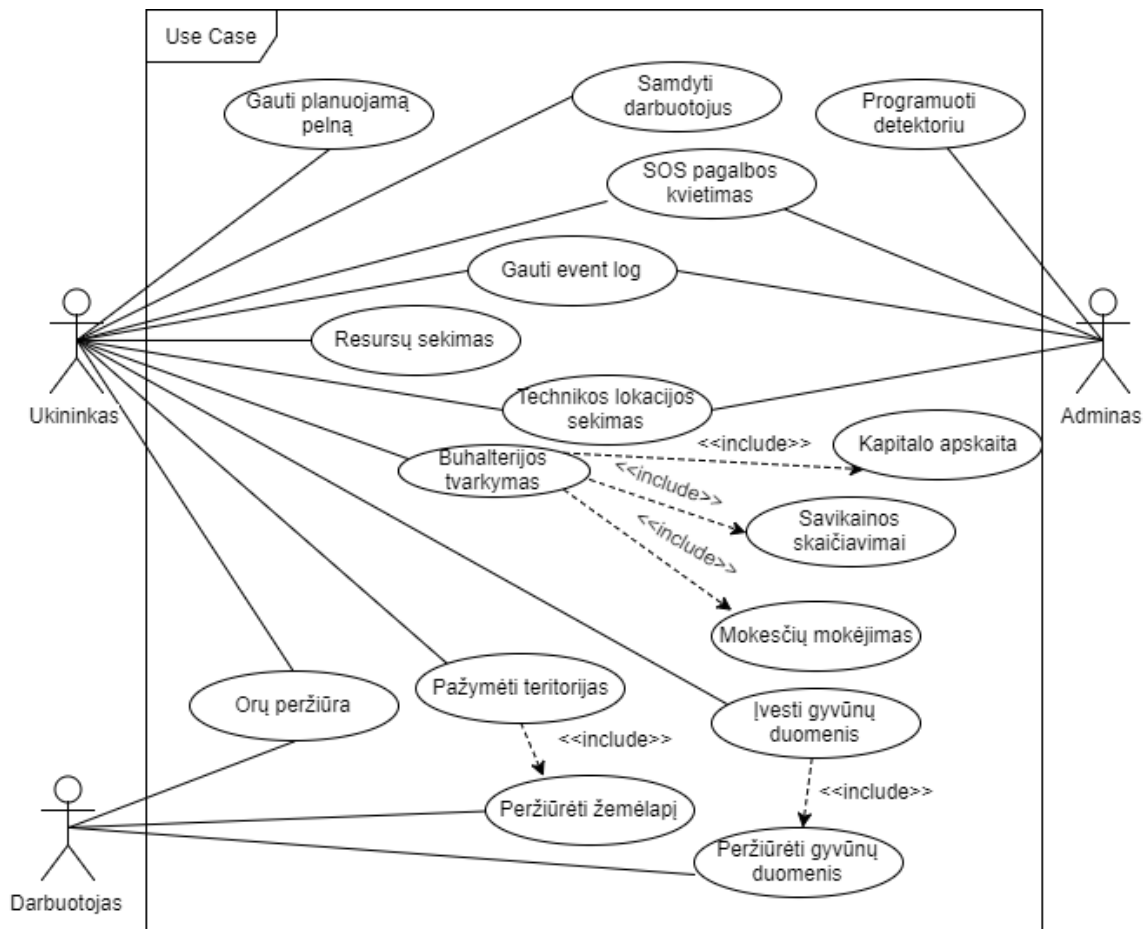 Use Case
Gauti planuojamą
pelną
Samdyti
darbuotojus
Programuoti
detektoriu
SOS pagalbos
kvietimas
Gauti event log
Resursų sekimas
Ukininkas
Adminas
Technikos lokacijos
sekimas
<<include>>
Kapitalo apskaita
Buhalterijos
tvarkymas
<<include>>
Savikainos
skaičiavimai
<<include>>
Mokesčių mokėjimas
Orų peržiūra
Pažymėti teritorijas
Įvesti gyvūnų
duomenis
<<include>>
<<include>>
Peržiūrėti žemėlapį
Peržiūrėti gyvūnų
duomenis
Darbuotojas